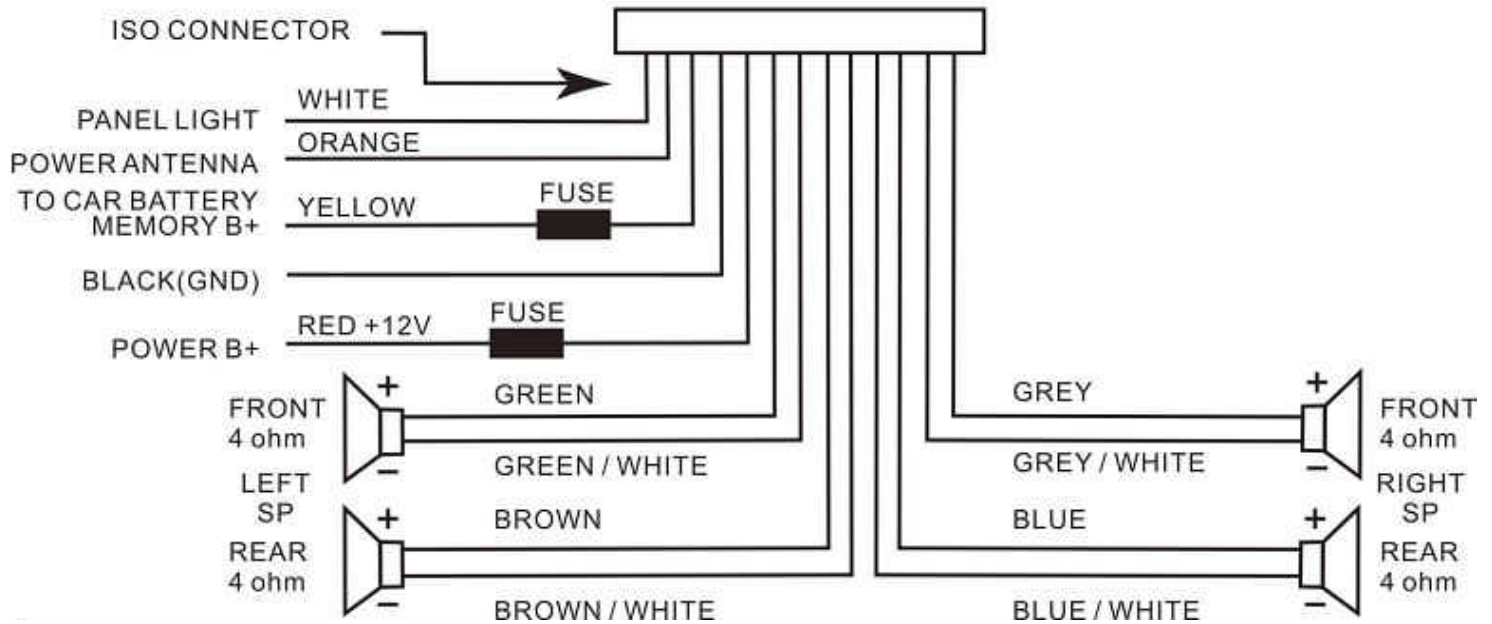 ISO CONNECTOR
WHITE
PANEL LIGHT
ORANGE
POWER ANTENNA
TO CAR BATTERY
MEMORY B+
YELLOW
FUSE
BLACK(GND)
RED +12V
FUSE
POWER B+
FRONT
4 ohm
+
-
GREEN
GREEN / WHITE
LEFT
SP
REAR
4 ohm
+
-
BROWN
BROWN / WHITE
GREY
GREY / WHITE
+
-
FRONT
4 ohm
RIGHT
SP
BLUE
BLUE / WHITE
+
-
REAR
4 ohm